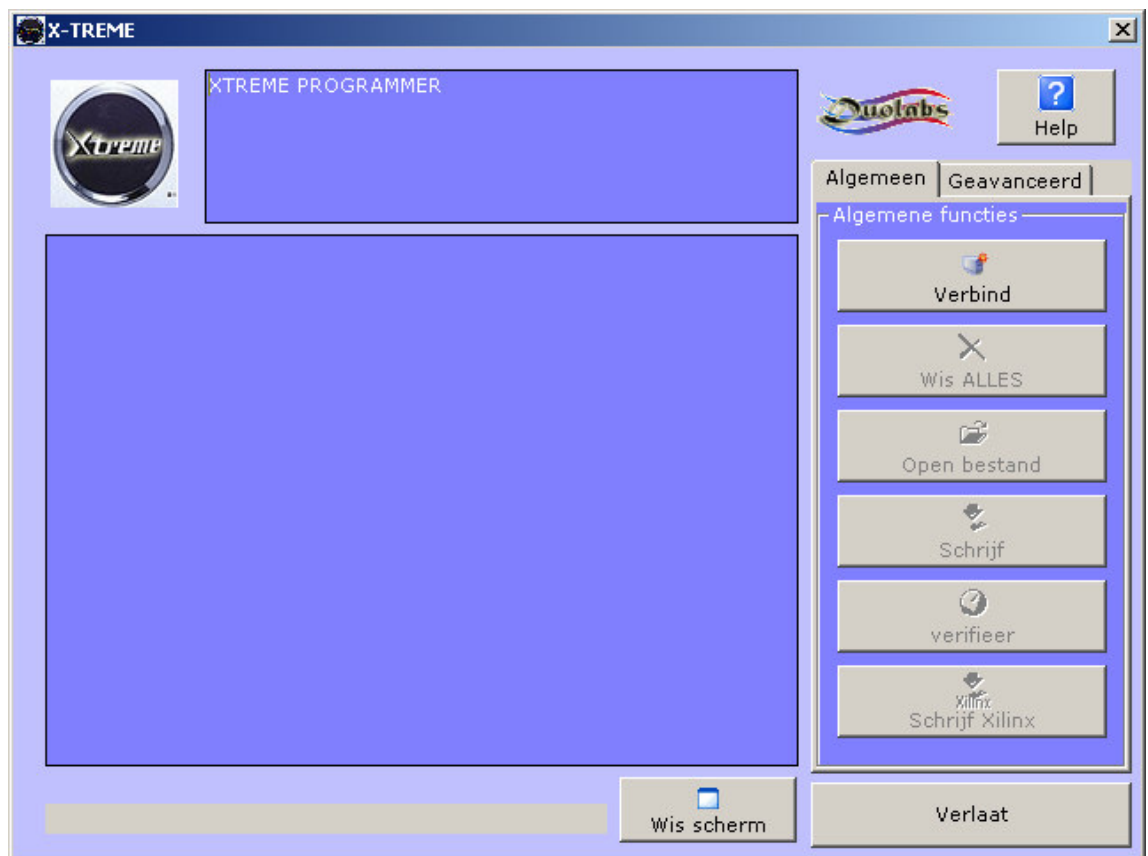 X-TREME
Xtreme
XTREME PROGRAMMER
Duolabs
Help
Algemeen
Geavanceerd
Algemene functies
Verbind
Wis ALLES
Open bestand
Schrijf
verifieer
Xilinx
Schrijf Xilinx
Wis scherm
Verlaat